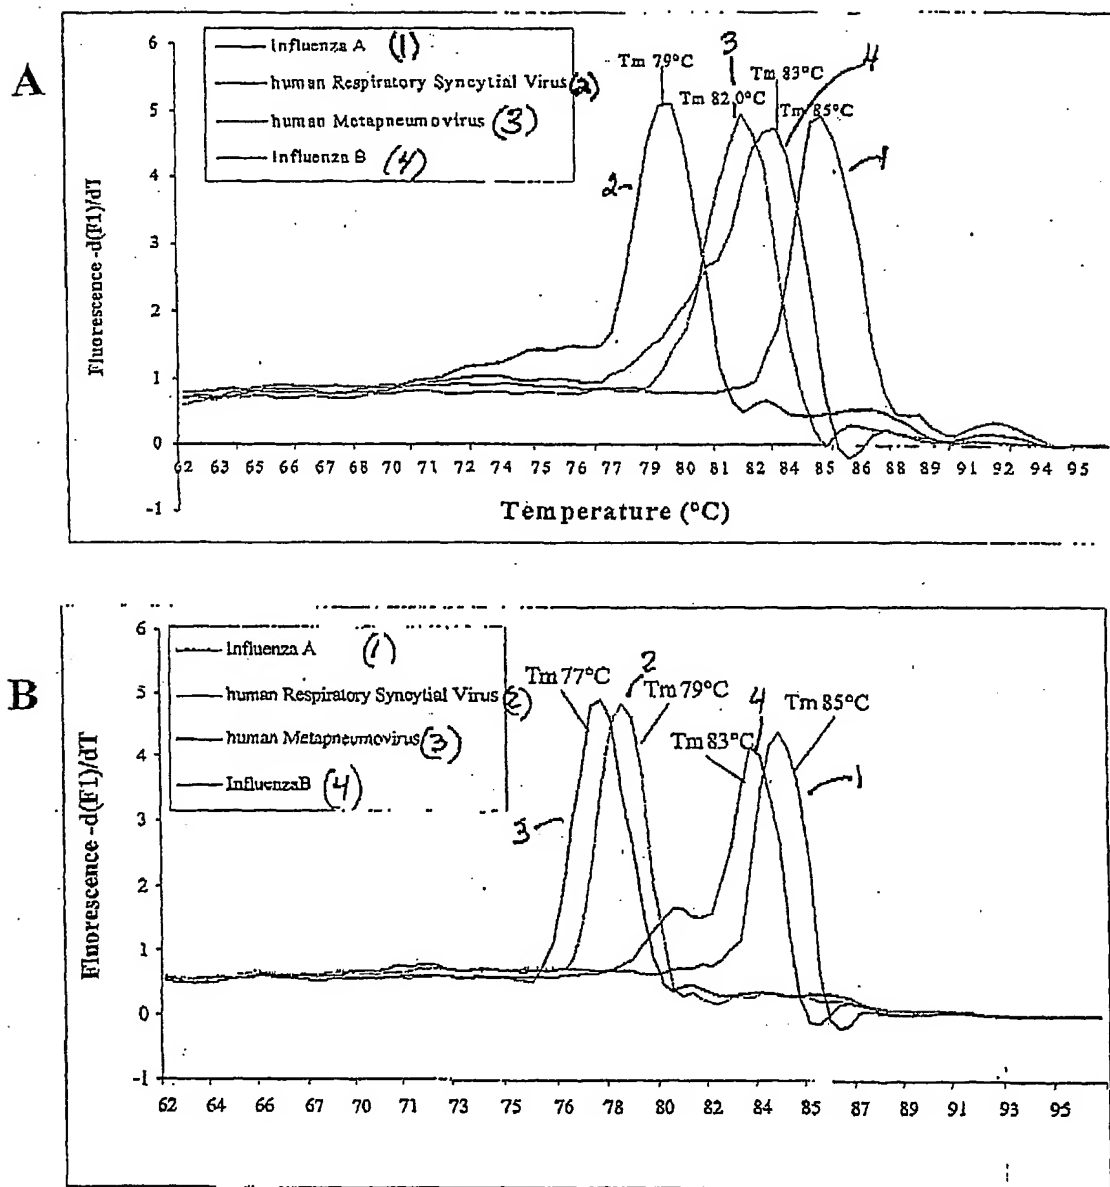 A
6
5
4
3
2
1
0
-1
Fluorescence -d(F1)/dT
Influenza A (1)
human Respiratory Syncytial Virus (2)
human Metapneumovirus (3)
Influenza B (4)
Tm 79°C
3
Tm 82.0°C
Tm 83°C
4
Tm 85°C
2
1
62 63 65 66 67 68 70 71 72 74 75 76 77 79 80 81 82 84 85 86 88 89 91 92 94 95
Temperature (°C)
B
6
5
4
3
2
1
0
-1
Fluorescence -d(F1)/dT
Influenza A (1)
human Respiratory Syncytial Virus (2)
human Metapneumovirus (3)
InfluenzaB (4)
Tm 77°C
2
Tm 79°C
4
Tm 83°C
Tm 85°C
3
1
62 64 66 67 69 71 73 75 76 78 80 82 84 85 87 89 91 93 95